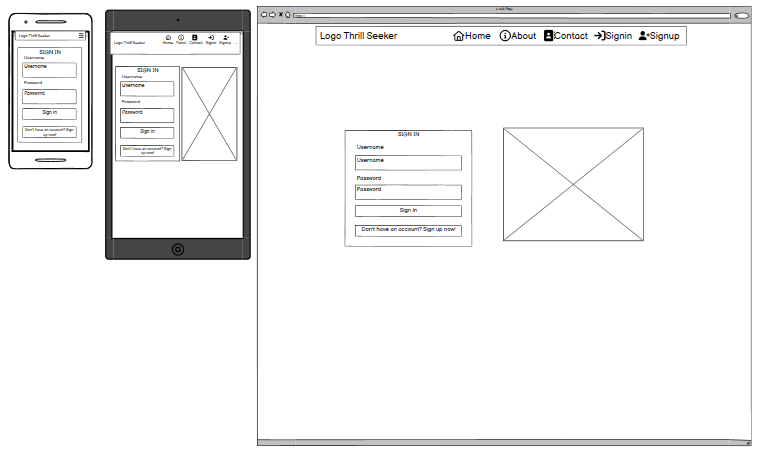 Logo Thrill Seeker
SIGN IN
Username
Username
Password
Password
Sign in
Don't have an account? Sign
up now!
Logo Thrill Seeker
Home About Contact Signin Signup
SIGN IN
Username
Username
Password
Password
Sign in
Don't have an account? Sign
up now!
Logo Thrill Seeker Home About Contact Signin Signup
SIGN IN
Username
Username
Password
Password
Sign in
Don't have an account? Sign up now!